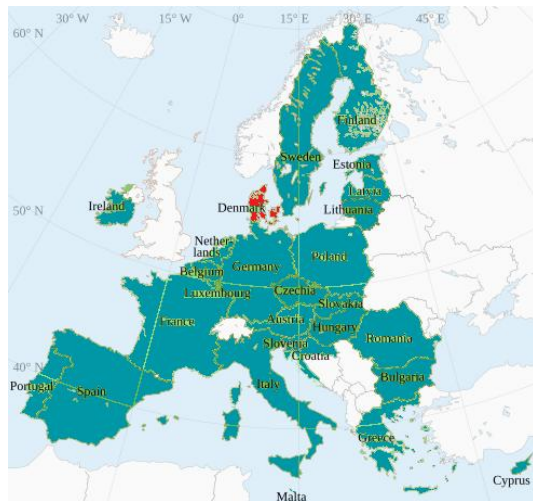 30° W
15° W
0°
15° E
30° E
45° E
60° N
Finland
Sweden
Estonia
Latvia
Lithuania
Ireland
Denmark
50° N
Nether-
lands
Belgium
Germany
Poland
Luxembourg
Czechia
Slovakia
France
Austria
Hungary
Slovenia
Romania
Croatia
40° N
Bulgaria
Portugal
Spain
Italy
Greece
Cyprus
Malta